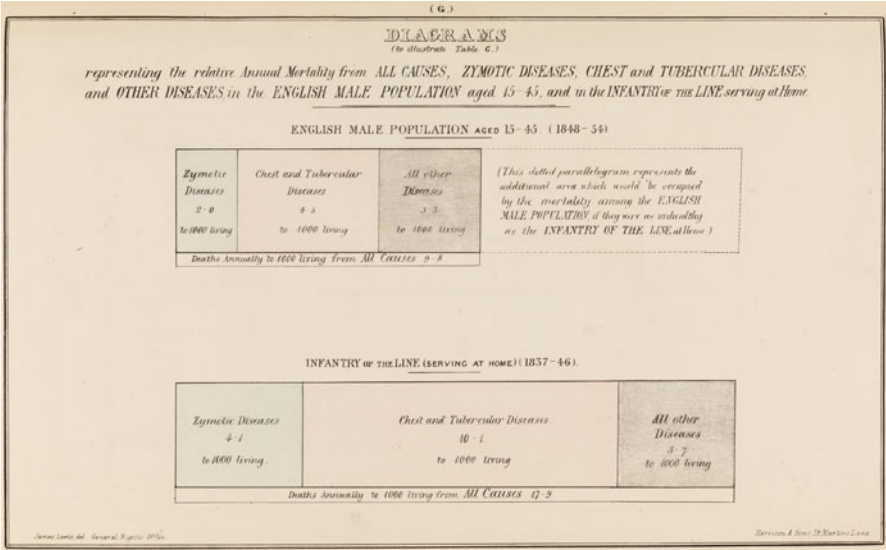 (G.)
DIAGRAMS
(to illustrate Table G.)
representing the relative Annual Mortality from ALL CAUSES, ZYMOTIC DISEASES, CHEST and TUBERCULAR DISEASES,
and OTHER DISEASES, in the ENGLISH MALE POPULATION aged 15-45, and in the INFANTRY OF THE LINE serving at Home.
ENGLISH MALE POPULATION AGED 15-45. (1848-54).
Zymotic
Diseases
2·0
to 1000 living
Chest and Tubercular
Diseases
4·5
to 1000 living
All other
Diseases
3·3
to 1000 living
(This dotted parallelogram represents the
additional area which would be occupied
by the mortality among the ENGLISH
MALE POPULATION, if they were as unhealthy
as the INFANTRY OF THE LINE at Home.)
Deaths Annually to 1000 living from All Causes 9·8
INFANTRY OF THE LINE (SERVING AT HOME) (1837-46).
Zymotic Diseases
4·1
to 1000 living.
Chest and Tubercular Diseases.
10·1
to 1000 living
All other
Diseases
3·7
to 1000 living
Deaths Annually to 1000 living from All Causes 17·9
James Lewis, del. General Register Office
Harrison & Sons, St Martins Lane.